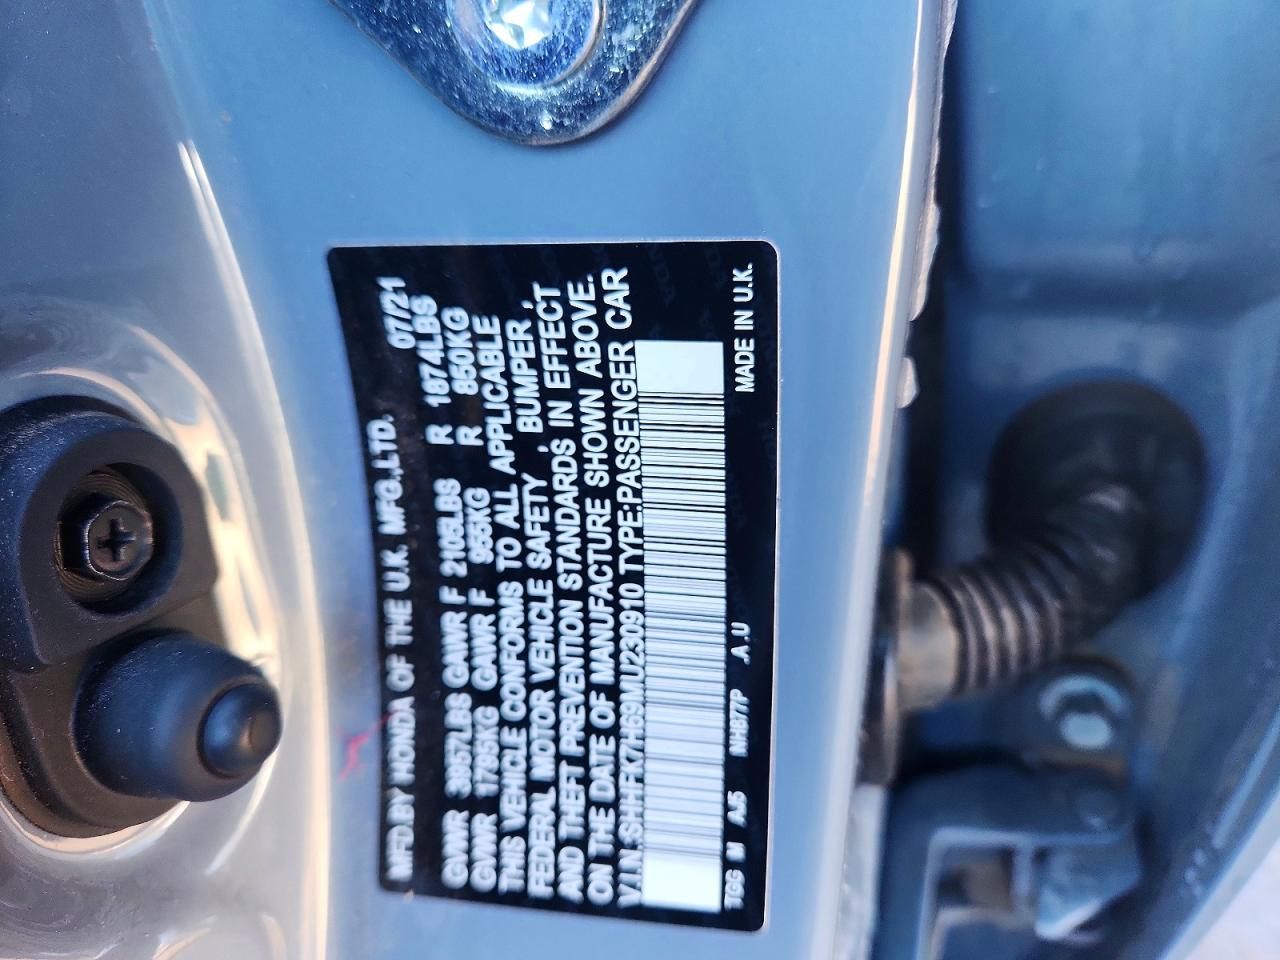 MFD.BY HONDA OF THE U.K. MFG.,LTD. 07/21
GVWR 3957LBS GAWR F 2105LBS R 1874LBS
GVWR 1795KG GAWR F 955KG R 850KG
THIS VEHICLE CONFORMS TO ALL APPLICABLE
FEDERAL MOTOR VEHICLE SAFETY , BUMPER ,
AND THEFT PREVENTION STANDARDS IN EFFECT
ON THE DATE OF MANUFACTURE SHOWN ABOVE.
V.I.N.:SHHFK7H69MU230910 TYPE:PASSENGER CAR
TGG M AJ5 NH877P .A.U MADE IN U.K.